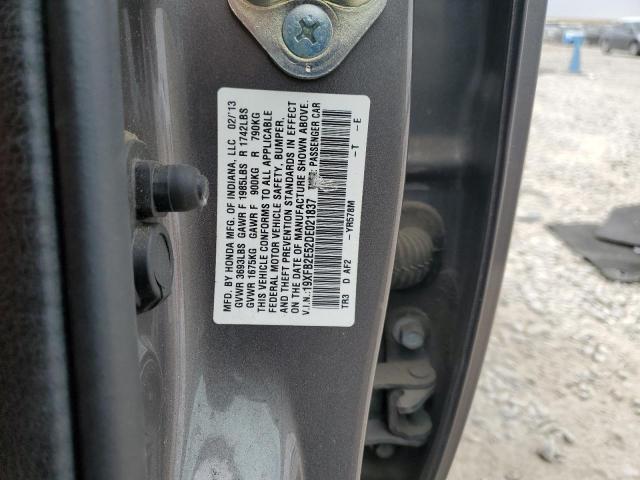 MFD. BY HONDA MFG. OF INDIANA, LLC 02/13
GVWR 3693LBS GAWR F 1985LBS R 1742LBS
GVWR 1675KG GAWR F 900KG R 790KG
THIS VEHICLE CONFORMS TO ALL APPLICABLE
FEDERAL MOTOR VEHICLE SAFETY, BUMPER,
AND THEFT PREVENTION STANDARDS IN EFFECT
ON THE DATE OF MANUFACTURE SHOWN ABOVE.
V.I.N.:19XFB2E52DE021837 TYPE: PASSENGER CAR
TR3 D AF2 -YR578M -T -E